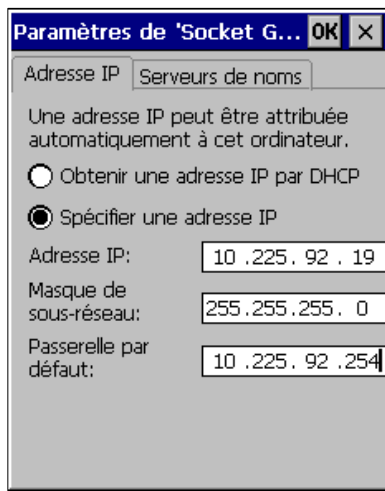 Paramètres de 'Socket G... OK ×
Adresse IP Serveurs de noms
Une adresse IP peut être attribuée
automatiquement à cet ordinateur.
Obtenir une adresse IP par DHCP
Spécifier une adresse IP
Adresse IP: 10 .225. 92 . 19
Masque de
sous-réseau: 255.255.255. 0
Passerelle par
défaut: 10 .225. 92 .254